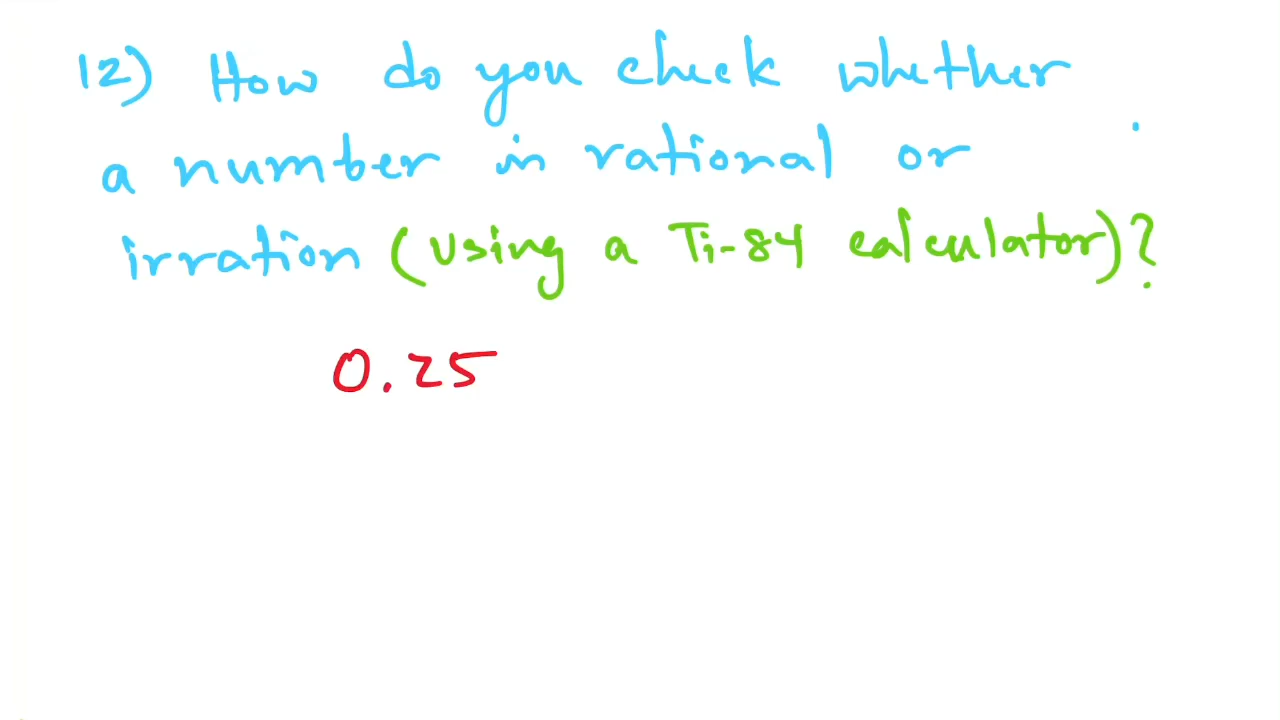 12) How do you check whether
a number in rational or
irration (using a Ti-84 calculator)?
0.25